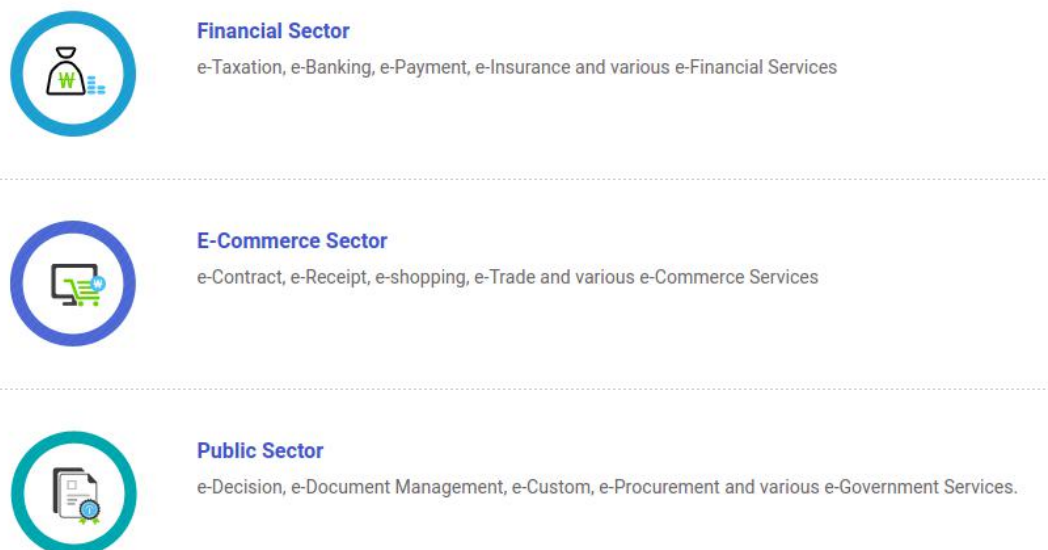 Financial Sector
e-Taxation, e-Banking, e-Payment, e-Insurance and various e-Financial Services
E-Commerce Sector
e-Contract, e-Receipt, e-shopping, e-Trade and various e-Commerce Services
Public Sector
e-Decision, e-Document Management, e-Custom, e-Procurement and various e-Government Services.